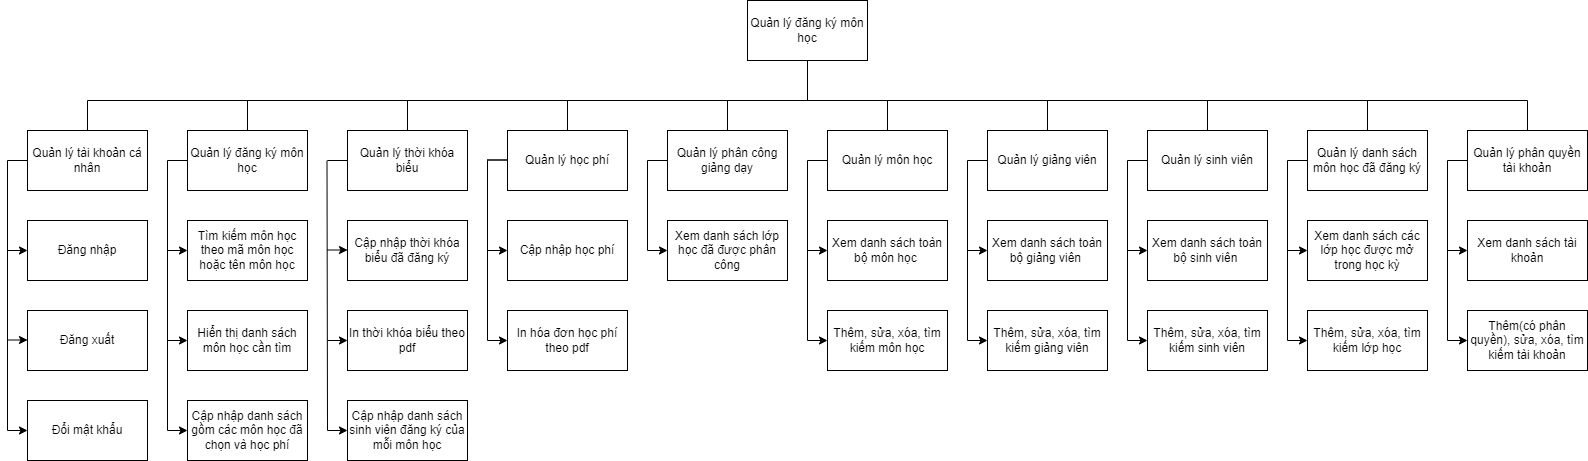 Quản lý đăng ký môn
học
Quản lý tài khoản cá
nhân
Quản lý đăng ký môn
học
Quản lý thời khóa
biểu
Quản lý học phí
Quản lý phân công
giảng dạy
Quản lý môn học
Quản lý giảng viên
Quản lý sinh viên
Quản lý danh sách
môn học đã đăng ký
Quản lý phân quyền
tài khoản
Đăng nhập
Tìm kiếm môn học
theo mã môn học
hoặc tên môn học
Cập nhập thời khóa
biểu đã đăng ký
Cập nhập học phí
Xem danh sách lớp
học đã được phân
công
Xem danh sách toàn
bộ môn học
Xem danh sách toàn
bộ giảng viên
Xem danh sách toàn
bộ sinh viên
Xem danh sách các
lớp học được mở
trong học kỳ
Xem danh sách tài
khoản
Đăng xuất
Hiển thị danh sách
môn học cần tìm
In thời khóa biểu theo
pdf
In hóa đơn học phí
theo pdf
Thêm, sửa, xóa, tìm
kiếm môn học
Thêm, sửa, xóa, tìm
kiếm giảng viên
Thêm, sửa, xóa, tìm
kiếm sinh viên
Thêm, sửa, xóa, tìm
kiếm lớp học
Thêm(có phân
quyền), sửa, xóa, tìm
kiếm tài khoản
Đổi mật khẩu
Cập nhập danh sách
gồm các môn học đã
chọn và học phí
Cập nhập danh sách
sinh viên đăng ký của
mỗi môn học